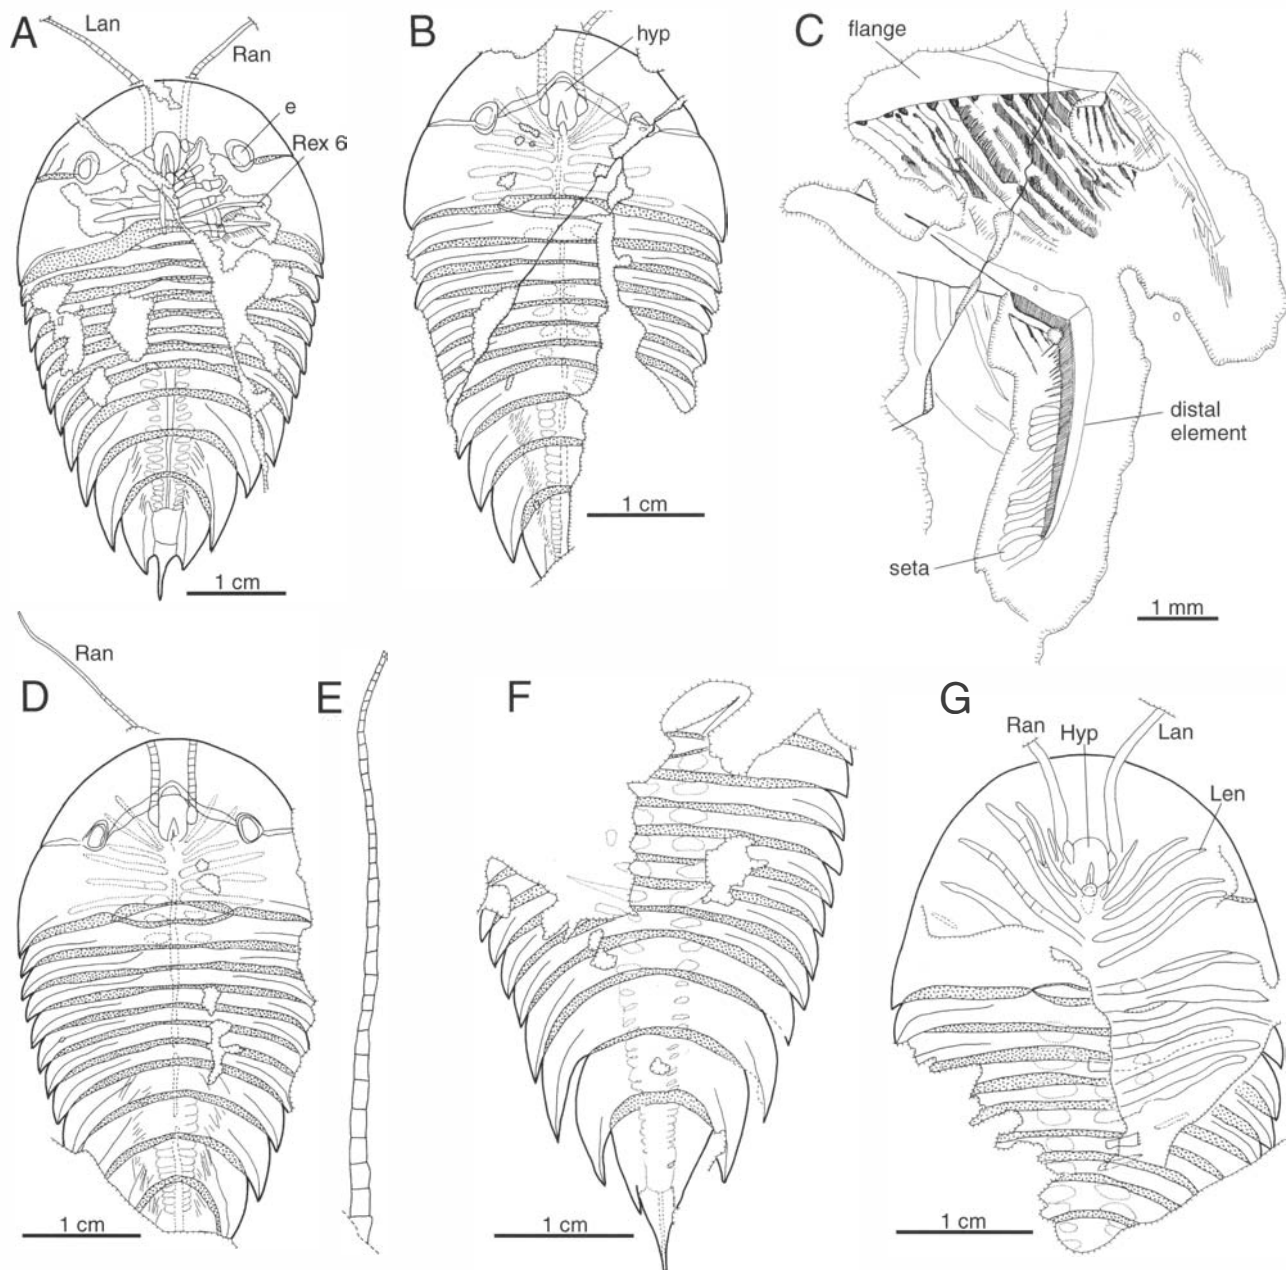 A
Lan
Ran
e
Rex 6
1 cm
B
hyp
1 cm
C
flange
distal
element
seta
1 mm
D
Ran
1 cm
E
F
1 cm
G
Ran
Hyp
Lan
Len
1 cm